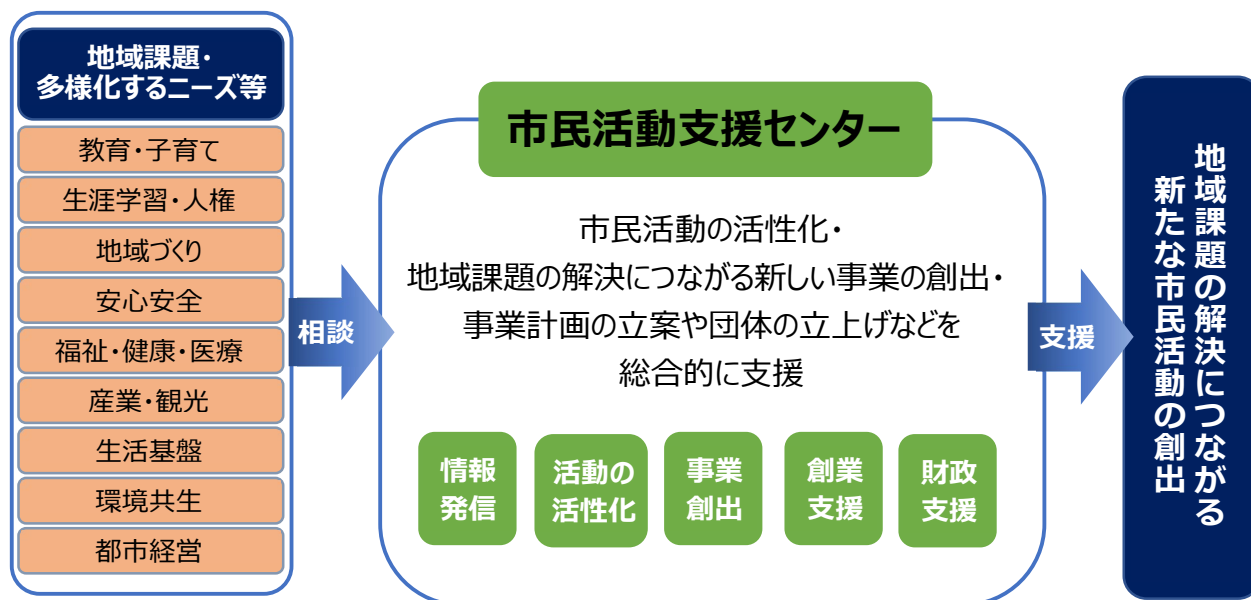 地域課題・
多様化するニーズ等
教育・子育て
生涯学習・人権
地域づくり
安心安全
福祉・健康・医療
産業・観光
生活基盤
環境共生
都市経営
相談
市民活動支援センター
市民活動の活性化・
地域課題の解決につながる新しい事業の創出・
事業計画の立案や団体の立上げなどを
総合的に支援
情報
発信
活動の
活性化
事業
創出
創業
支援
財政
支援
支援
地域課題の解決につながる
新たな市民活動の創出